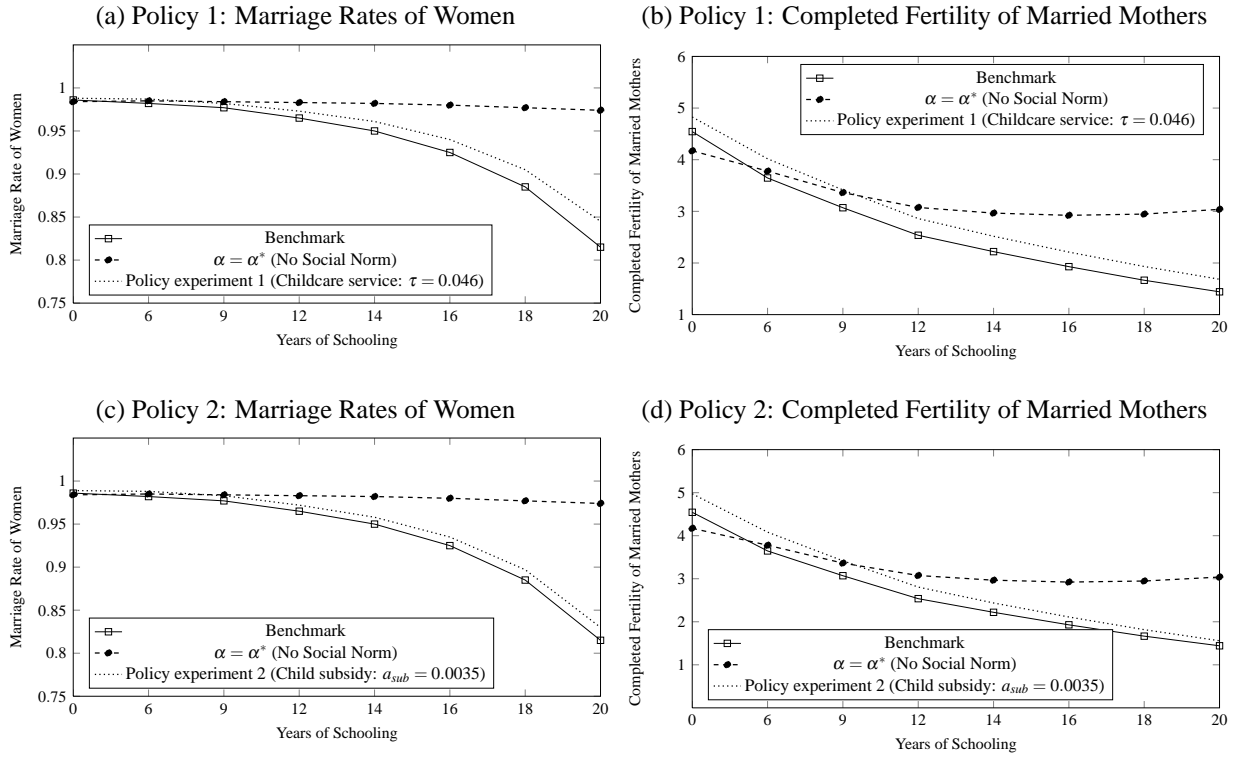 (a) Policy 1: Marriage Rates of Women
1
0.95
0.9
0.85
0.8
0.75
Marriage Rate of Women
Benchmark
α = α* (No Social Norm)
Policy experiment 1 (Childcare service: τ = 0.046)
0 6 9 12 14 16 18 20
Years of Schooling
(b) Policy 1: Completed Fertility of Married Mothers
6
5
4
3
2
1
Completed Fertility of Married Mothers
Benchmark
α = α* (No Social Norm)
Policy experiment 1 (Childcare service: τ = 0.046)
0 6 9 12 14 16 18 20
Years of Schooling
(c) Policy 2: Marriage Rates of Women
1
0.95
0.9
0.85
0.8
0.75
Marriage Rate of Women
Benchmark
α = α* (No Social Norm)
Policy experiment 2 (Child subsidy: a_sub = 0.0035)
0 6 9 12 14 16 18 20
Years of Schooling
(d) Policy 2: Completed Fertility of Married Mothers
6
5
4
3
2
1
Completed Fertility of Married Mothers
Benchmark
α = α* (No Social Norm)
Policy experiment 2 (Child subsidy: a_sub = 0.0035)
0 6 9 12 14 16 18 20
Years of Schooling